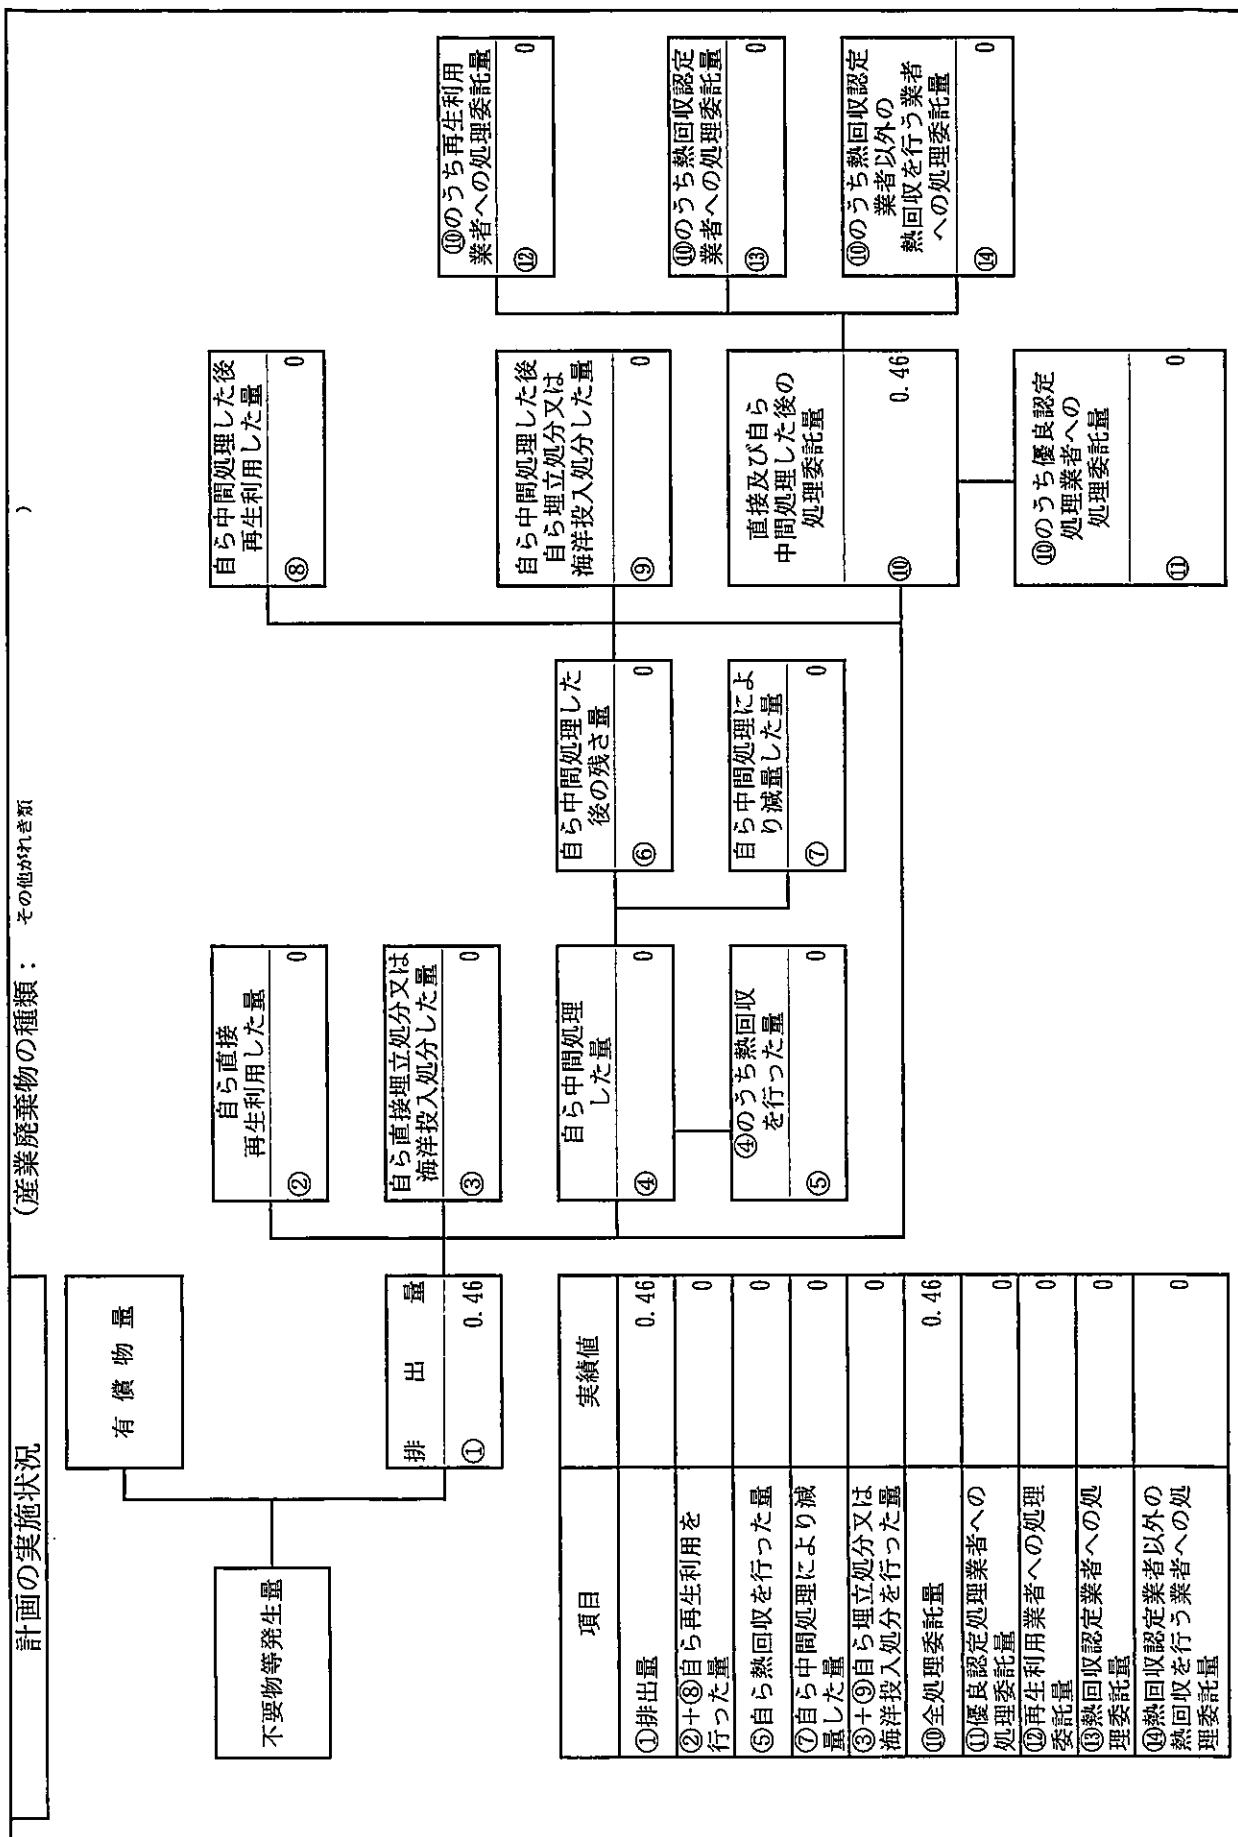 計画の実施状況
(産業廃棄物の種類： その他がれき類 )
有償物量
不要物等発生量
排出量
① 0.46
自ら直接
再生利用した量
② 0
自ら直接埋立処分又は
海洋投入処分した量
③ 0
自ら中間処理
した量
④ 0
④のうち熱回収
を行った量
⑤ 0
自ら中間処理した
後の残さ量
⑥ 0
自ら中間処理によ
り減量した量
⑦ 0
自ら中間処理した後
再生利用した量
⑧ 0
自ら中間処理した後
自ら埋立処分又は
海洋投入処分した量
⑨ 0
直接及び自ら
中間処理した後の
処理委託量
⑩ 0.46
⑩のうち優良認定
処理業者への
処理委託量
⑪ 0
⑩のうち再生利用
業者への処理委託量
⑫ 0
⑩のうち熱回収認定
業者への処理委託量
⑬ 0
⑩のうち熱回収認定
業者以外の
熱回収を行う業者
への処理委託量
⑭ 0
項目 実績値
①排出量 0.46
②＋⑧自ら再生利用を
行った量 0
⑤自ら熱回収を行った量 0
⑦自ら中間処理により減
量した量 0
③＋⑨自ら埋立処分又は
海洋投入処分を行った量 0
⑩全処理委託量 0.46
⑪優良認定処理業者への
処理委託量 0
⑫再生利用業者への処理
委託量 0
⑬熱回収認定業者への処
理委託量 0
⑭熱回収認定業者以外の
熱回収を行う業者への処
理委託量 0